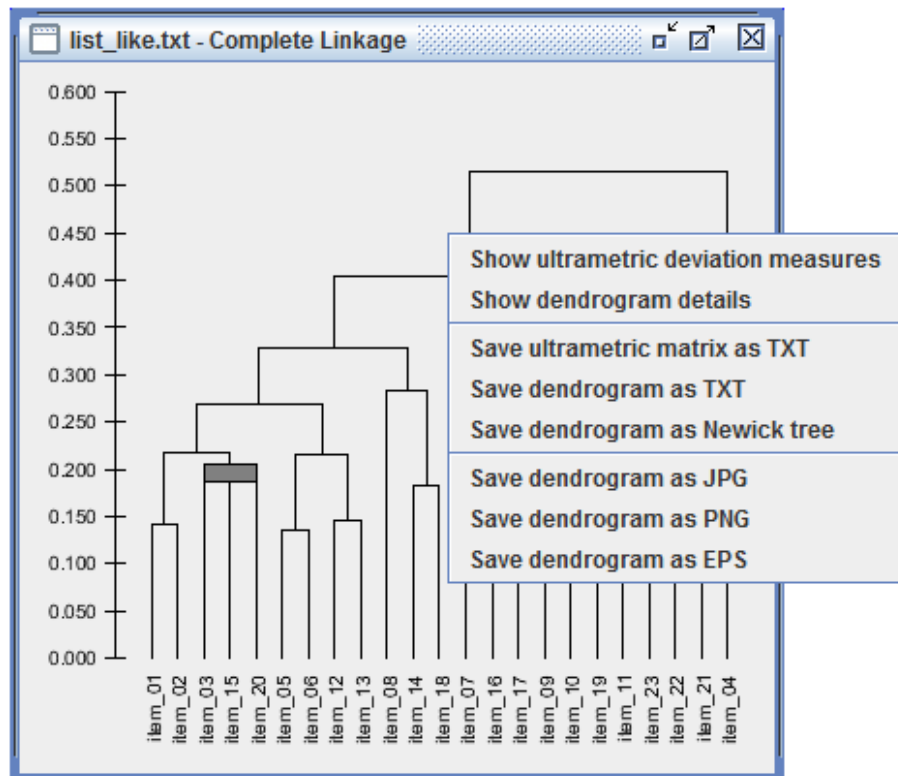 list_like.txt - Complete Linkage
0.600
0.550
0.500
0.450
0.400
0.350
0.300
0.250
0.200
0.150
0.100
0.050
0.000
Show ultrametric deviation measures
Show dendrogram details
Save ultrametric matrix as TXT
Save dendrogram as TXT
Save dendrogram as Newick tree
Save dendrogram as JPG
Save dendrogram as PNG
Save dendrogram as EPS
item_01
item_02
item_03
item_15
item_20
item_05
item_06
item_12
item_13
item_08
item_14
item_18
item_07
item_16
item_17
item_09
item_10
item_19
item_11
item_23
item_22
item_21
item_04